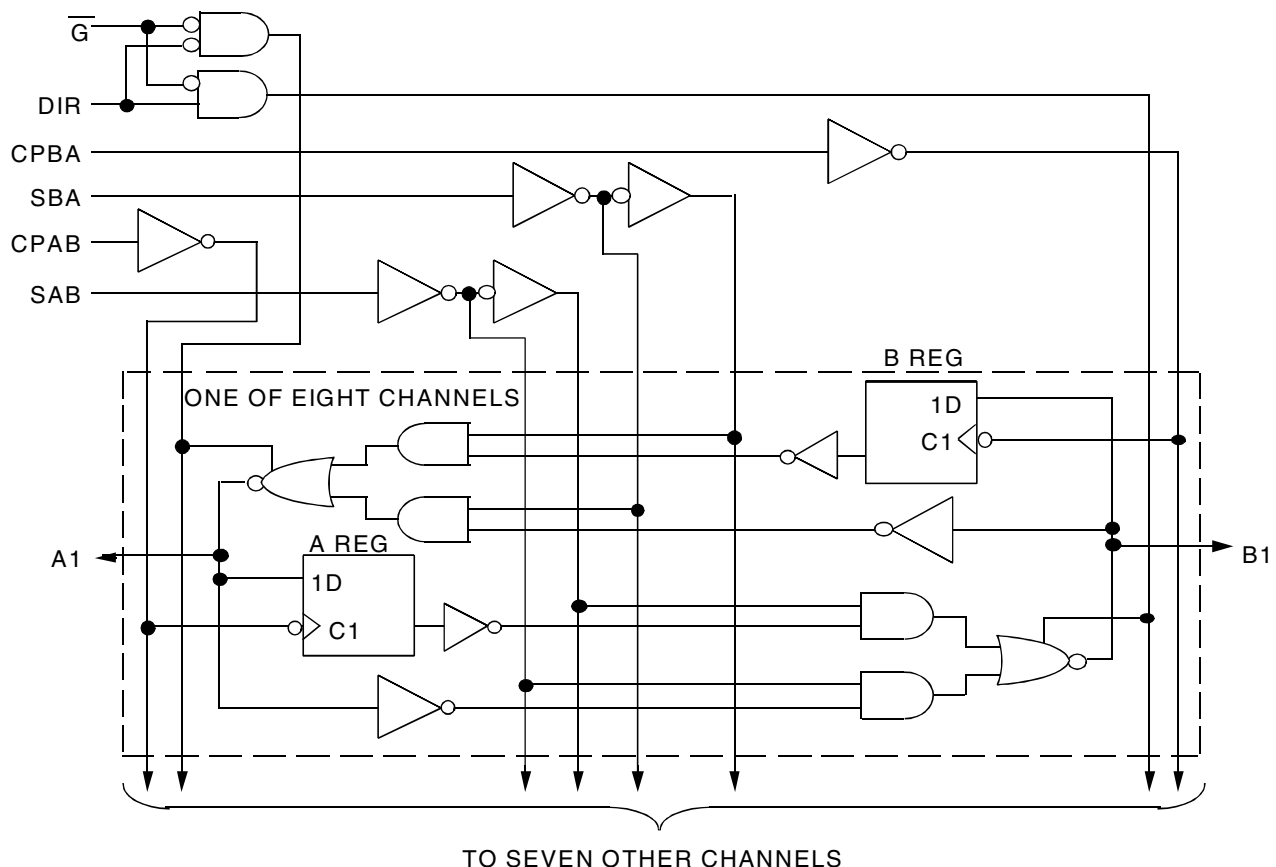 G
DIR
CPBA
SBA
CPAB
SAB
B REG
ONE OF EIGHT CHANNELS
1D
C1
A REG
A1
1D
C1
B1
TO SEVEN OTHER CHANNELS